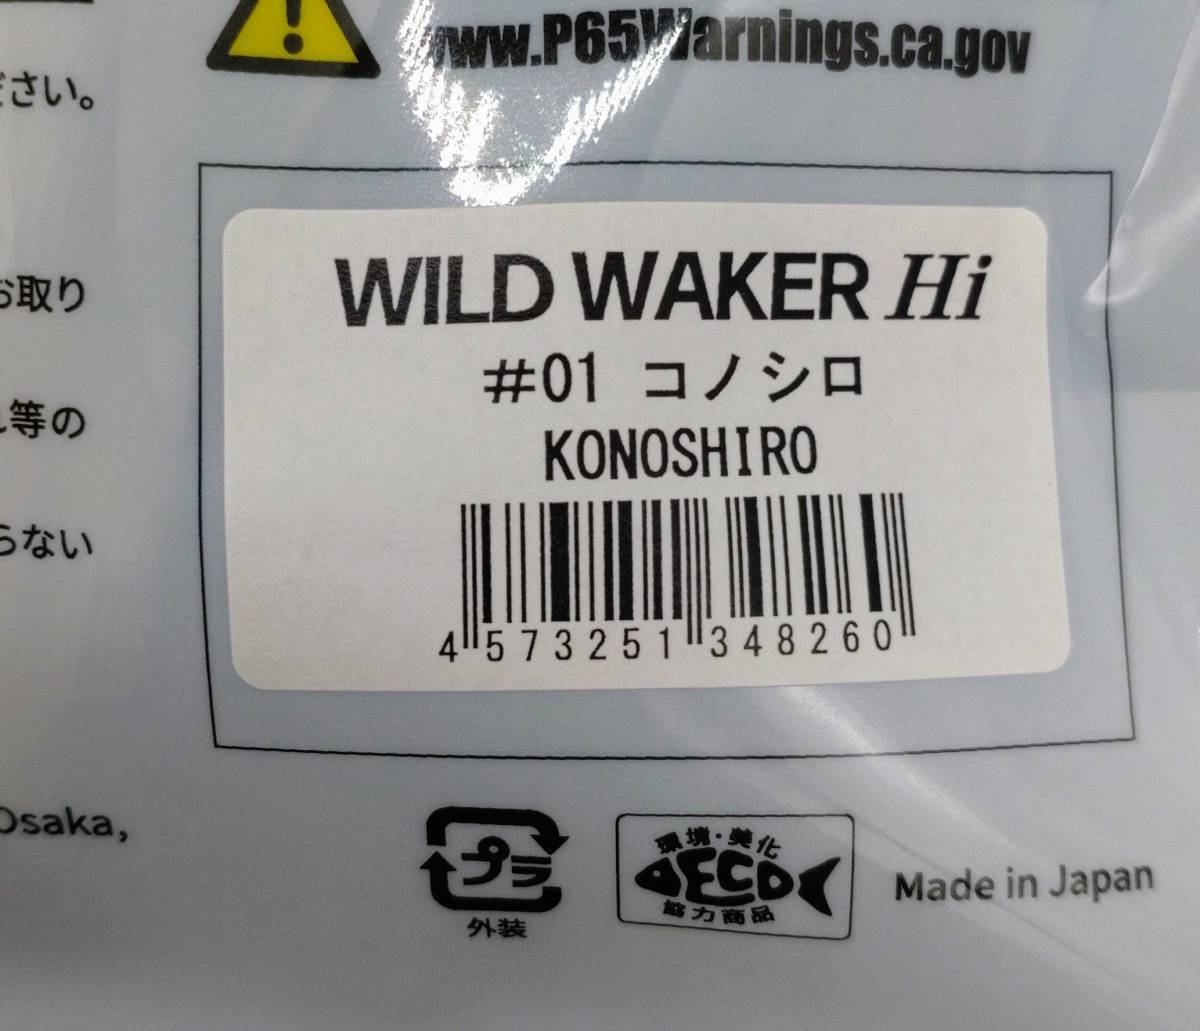 www.P65Warnings.ca.gov
ださい。
お取り
れ等の
らない
WILD WAKER Hi
#01 コノシロ
KONOSHIRO
4 573251 348260
Osaka,
プラ
外装
環境・美化
ECO
協力商品
Made in Japan